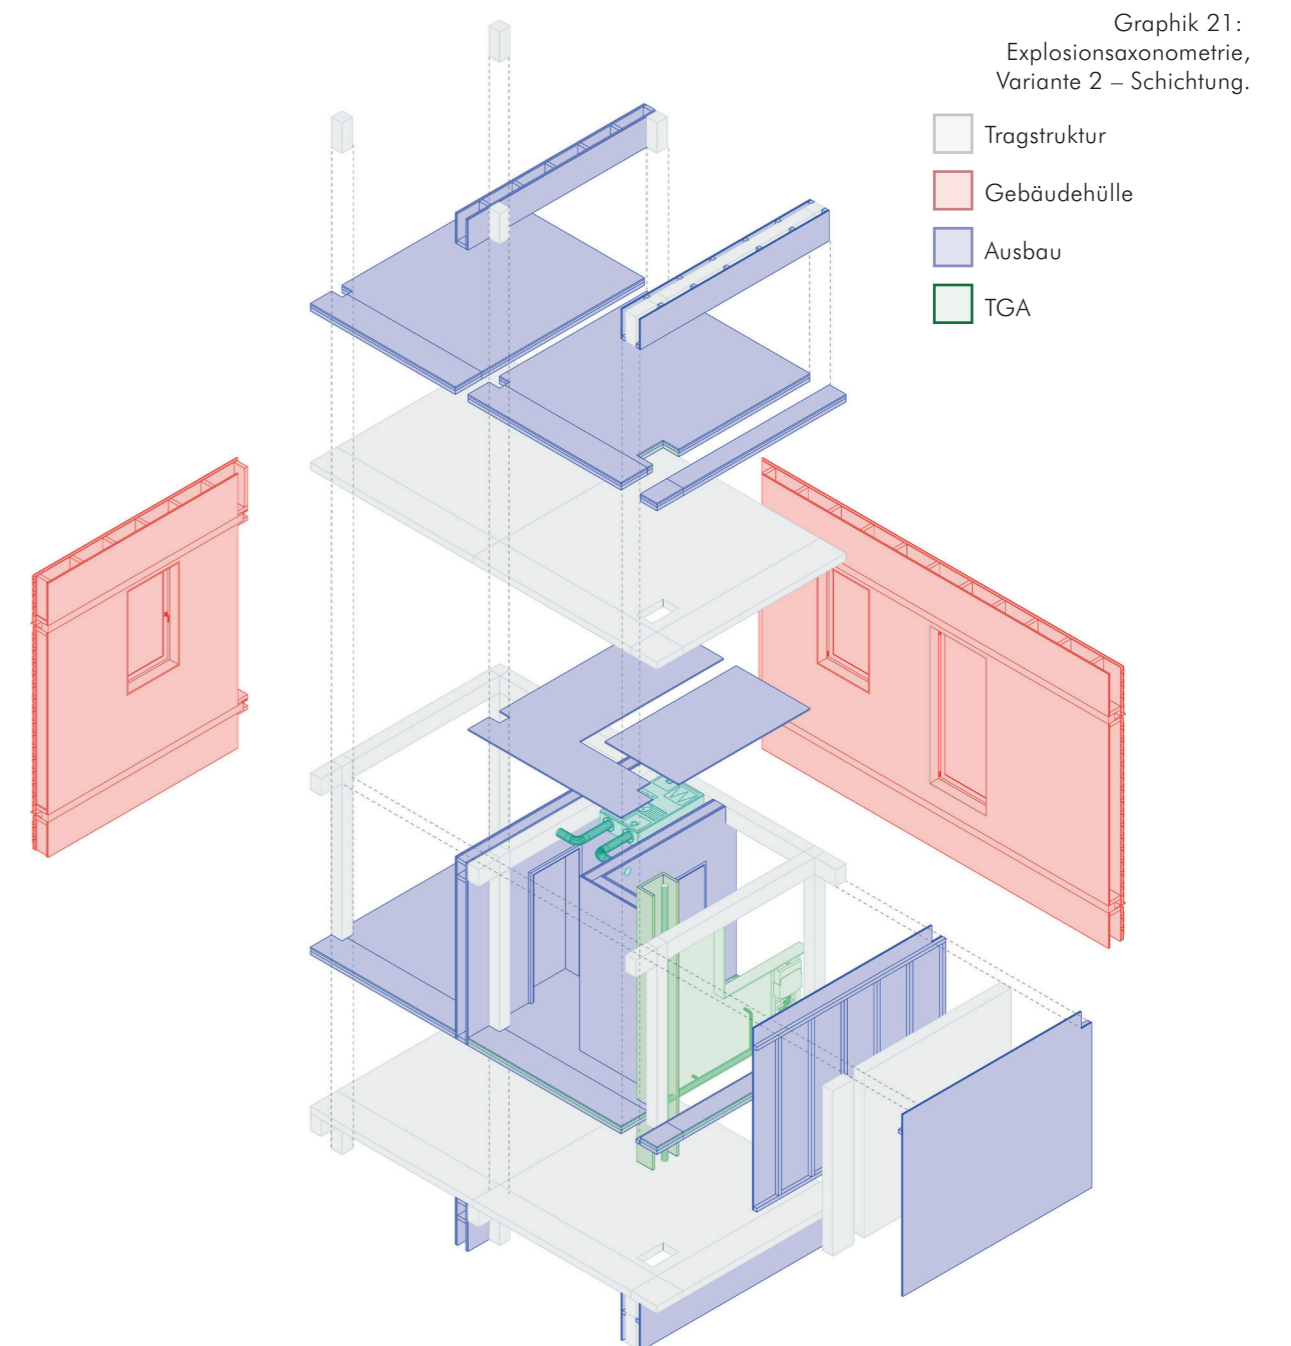 Graphik 21:
Explosionsaxonometrie,
Variante 2 – Schichtung.
Tragstruktur
Gebäudehülle
Ausbau
TGA